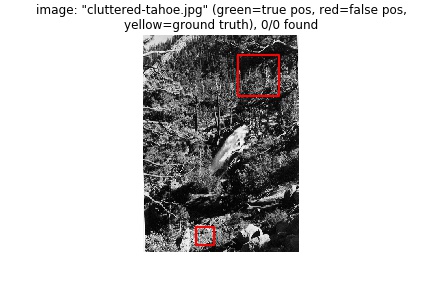 image: "cluttered-tahoe.jpg" (green=true pos, red=false pos,
yellow=ground truth), 0/0 found